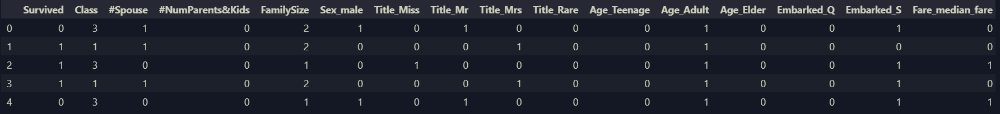 Survived Class #Spouse #NumParents&Kids FamilySize Sex_male Title_Miss Title_Mr Title_Mrs Title_Rare Age_Teenage Age_Adult Age_Elder Embarked_Q Embarked_S Fare_median_fare
0 0 3 1 0 2 1 0 1 0 0 0 1 0 0 1 0
1 1 1 1 0 2 0 0 0 1 0 0 1 0 0 0 0
2 1 3 0 0 1 0 1 0 0 0 0 1 0 0 1 1
3 1 1 1 0 2 0 0 0 1 0 0 1 0 0 1 0
4 0 3 0 0 1 1 0 1 0 0 0 1 0 0 1 1